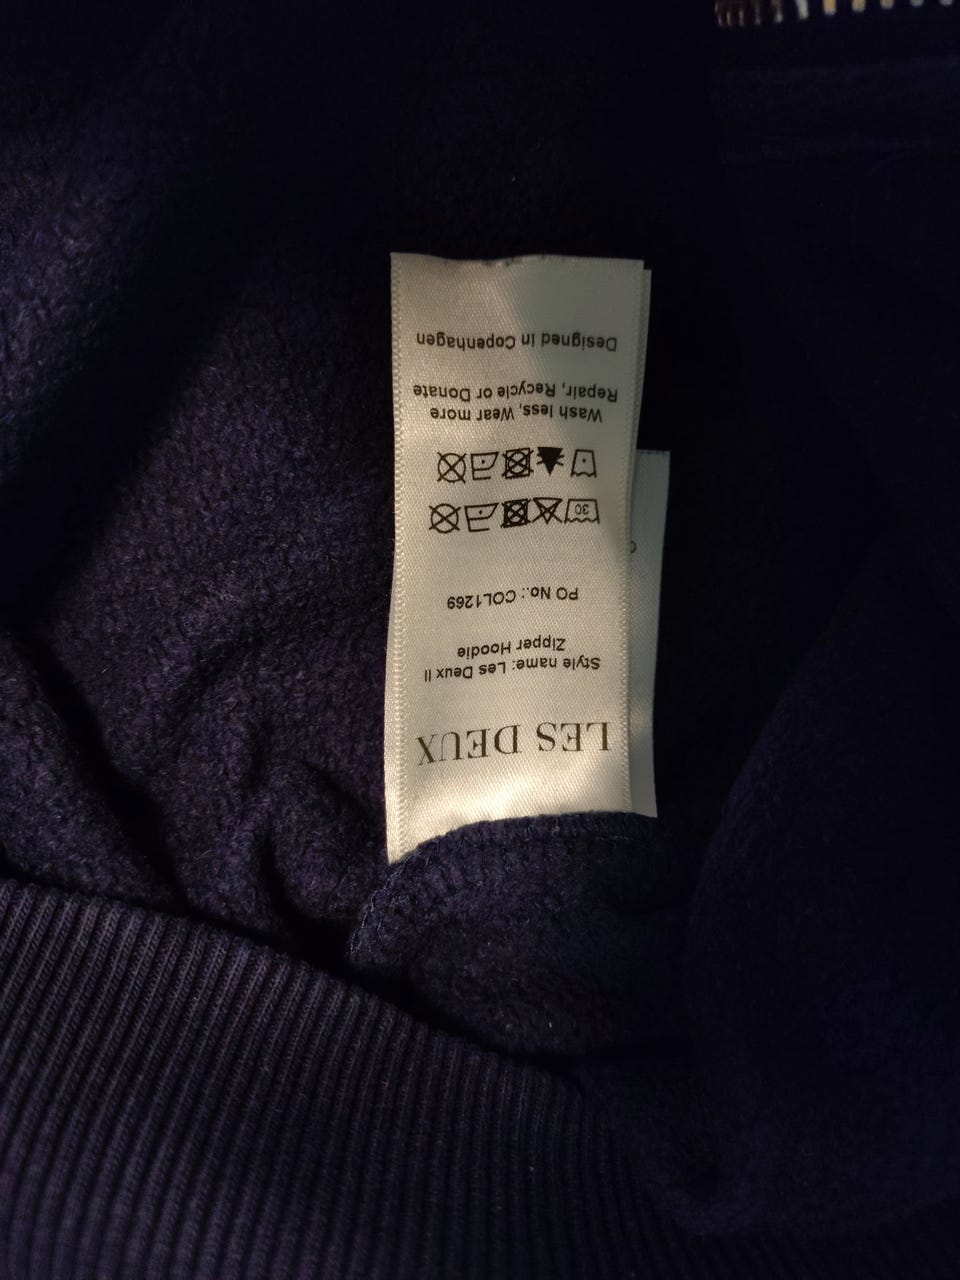 LES DEUX
Style name: Les Deux II
Zipper Hoodie
PO No.: COL1269
30
Wash less, Wear more
Repair, Recycle or Donate
Designed in Copenhagen